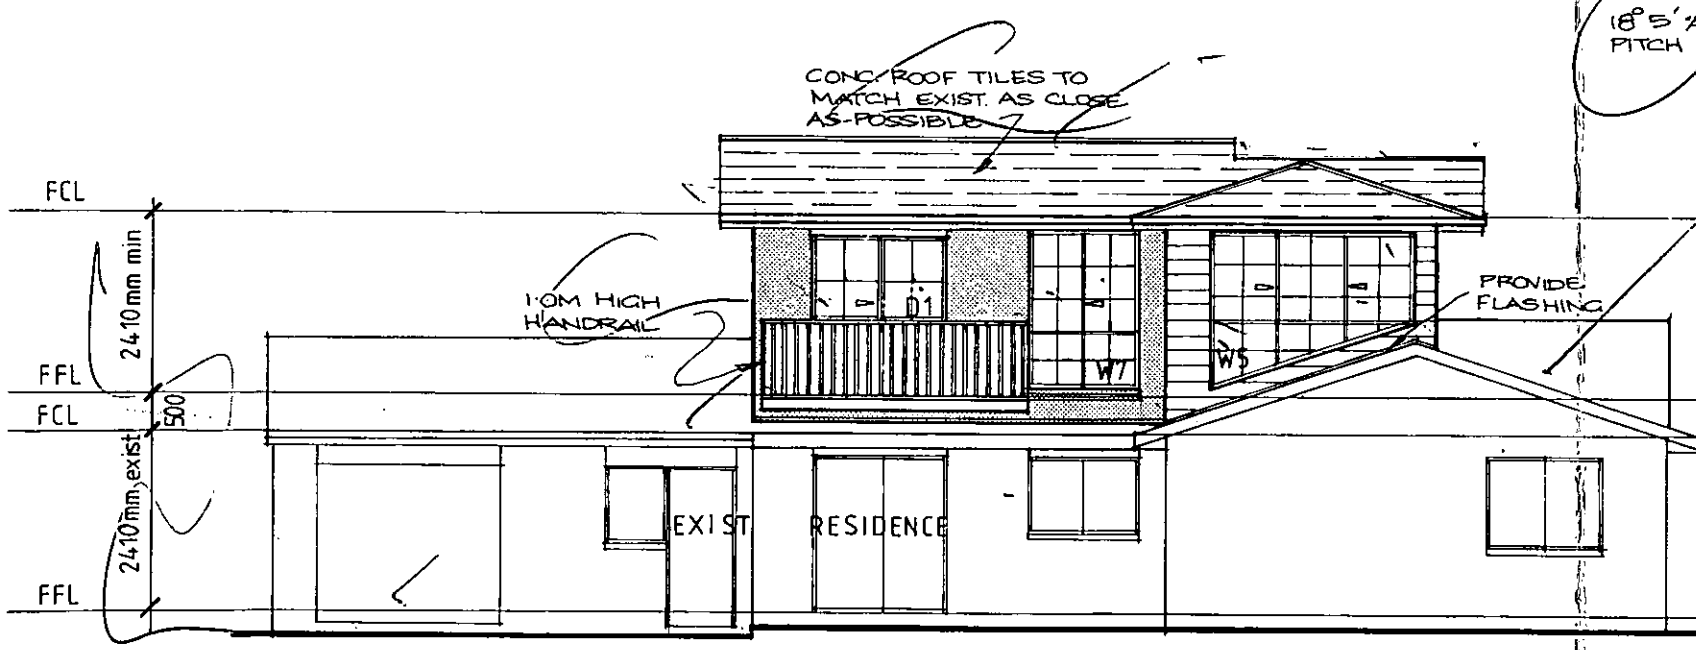 18° 5'
PITCH
CONC. ROOF TILES TO
MATCH EXIST. AS CLOSE
AS POSSIBLE
FCL
2410mm min
1·0M HIGH
HANDRAIL
D1
PROVIDE
FLASHING
W7
W5
FFL
FCL
500
2410mm exist
EXIST RESIDENCE
FFL